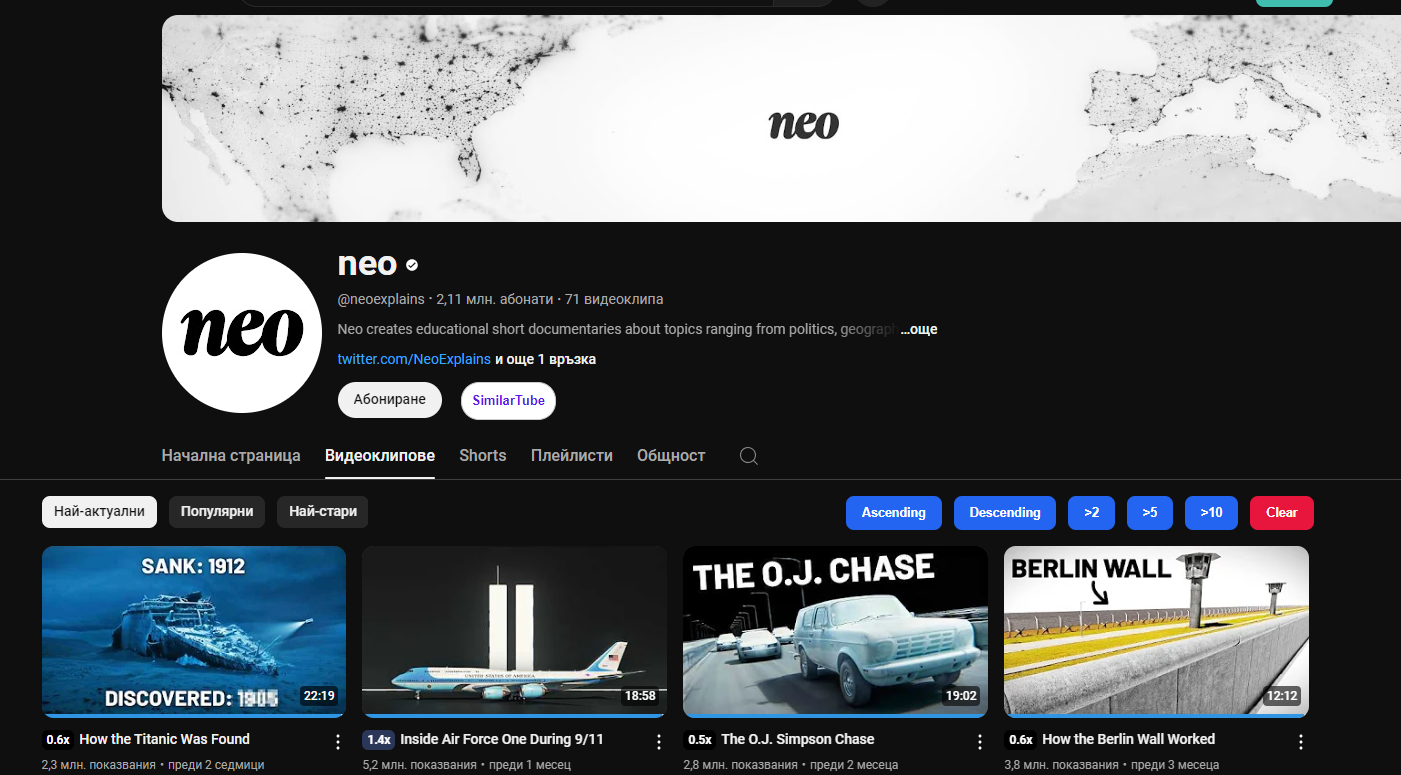 neo
neo
neo
@neoexplains · 2,11 млн. абонати · 71 видеоклипа
Neo creates educational short documentaries about topics ranging from politics, geograph ...още
twitter.com/NeoExplains и още 1 връзка
Абониране SimilarTube
Начална страница Видеоклипове Shorts Плейлисти Общност
Най-актуални Популярни Най-стари Ascending Descending >2 >5 >10 Clear
SANK: 1912
DISCOVERED:
22:19
UNITED STATES OF AMERICA
18:58
THE O.J. CHASE
19:02
BERLIN WALL
12:12
0.6x How the Titanic Was Found
2,3 млн. показвания • преди 2 седмици
1.4x Inside Air Force One During 9/11
5,2 млн. показвания • преди 1 месец
0.5x The O.J. Simpson Chase
2,8 млн. показвания • преди 2 месеца
0.6x How the Berlin Wall Worked
3,8 млн. показвания • преди 3 месеца